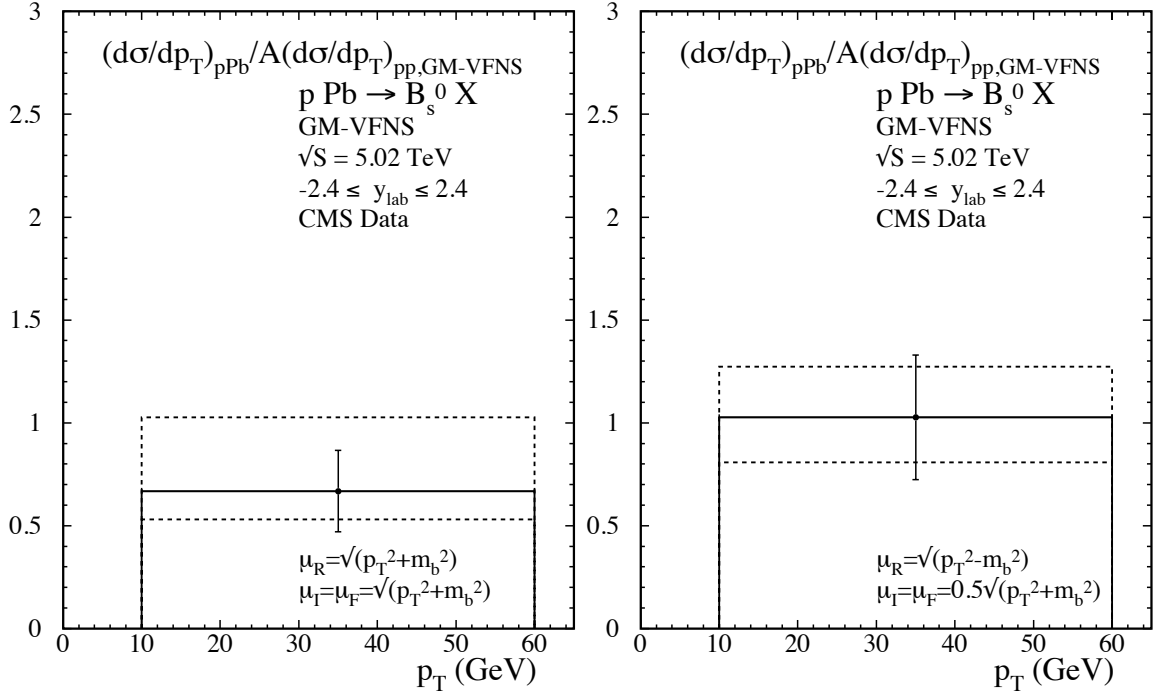 3
2.5
2
1.5
1
0.5
0
(dσ/dp_T)_pPb/A(dσ/dp_T)_pp,GM-VFNS
p Pb → B_s^0 X
GM-VFNS
√S = 5.02 TeV
-2.4 ≤ y_lab ≤ 2.4
CMS Data
μ_R=√(p_T^2+m_b^2)
μ_I=μ_F=√(p_T^2+m_b^2)
0 10 20 30 40 50 60
p_T (GeV)
3
2.5
2
1.5
1
0.5
0
(dσ/dp_T)_pPb/A(dσ/dp_T)_pp,GM-VFNS
p Pb → B_s^0 X
GM-VFNS
√S = 5.02 TeV
-2.4 ≤ y_lab ≤ 2.4
CMS Data
μ_R=√(p_T^2-m_b^2)
μ_I=μ_F=0.5√(p_T^2+m_b^2)
0 10 20 30 40 50 60
p_T (GeV)